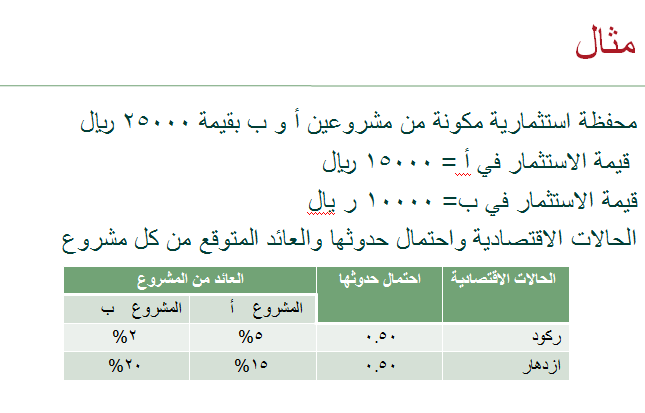 مثال
محفظة استثمارية مكونة من مشروعين أ و ب بقيمة ٢٥٠٠٠ ريال
قيمة الاستثمار في أ = ١٥٠٠٠ ريال
قيمة الاستثمار في ب= ١٠٠٠٠ ر يال
الحالات الاقتصادية واحتمال حدوثها والعائد المتوقع من كل مشروع
الحالات الاقتصادية احتمال حدوثها العائد من المشروع
المشروع أ المشروع ب
ركود ٠.٥٠ ٥% ٢%
ازدهار ٠.٥٠ ١٥% ٢٠%